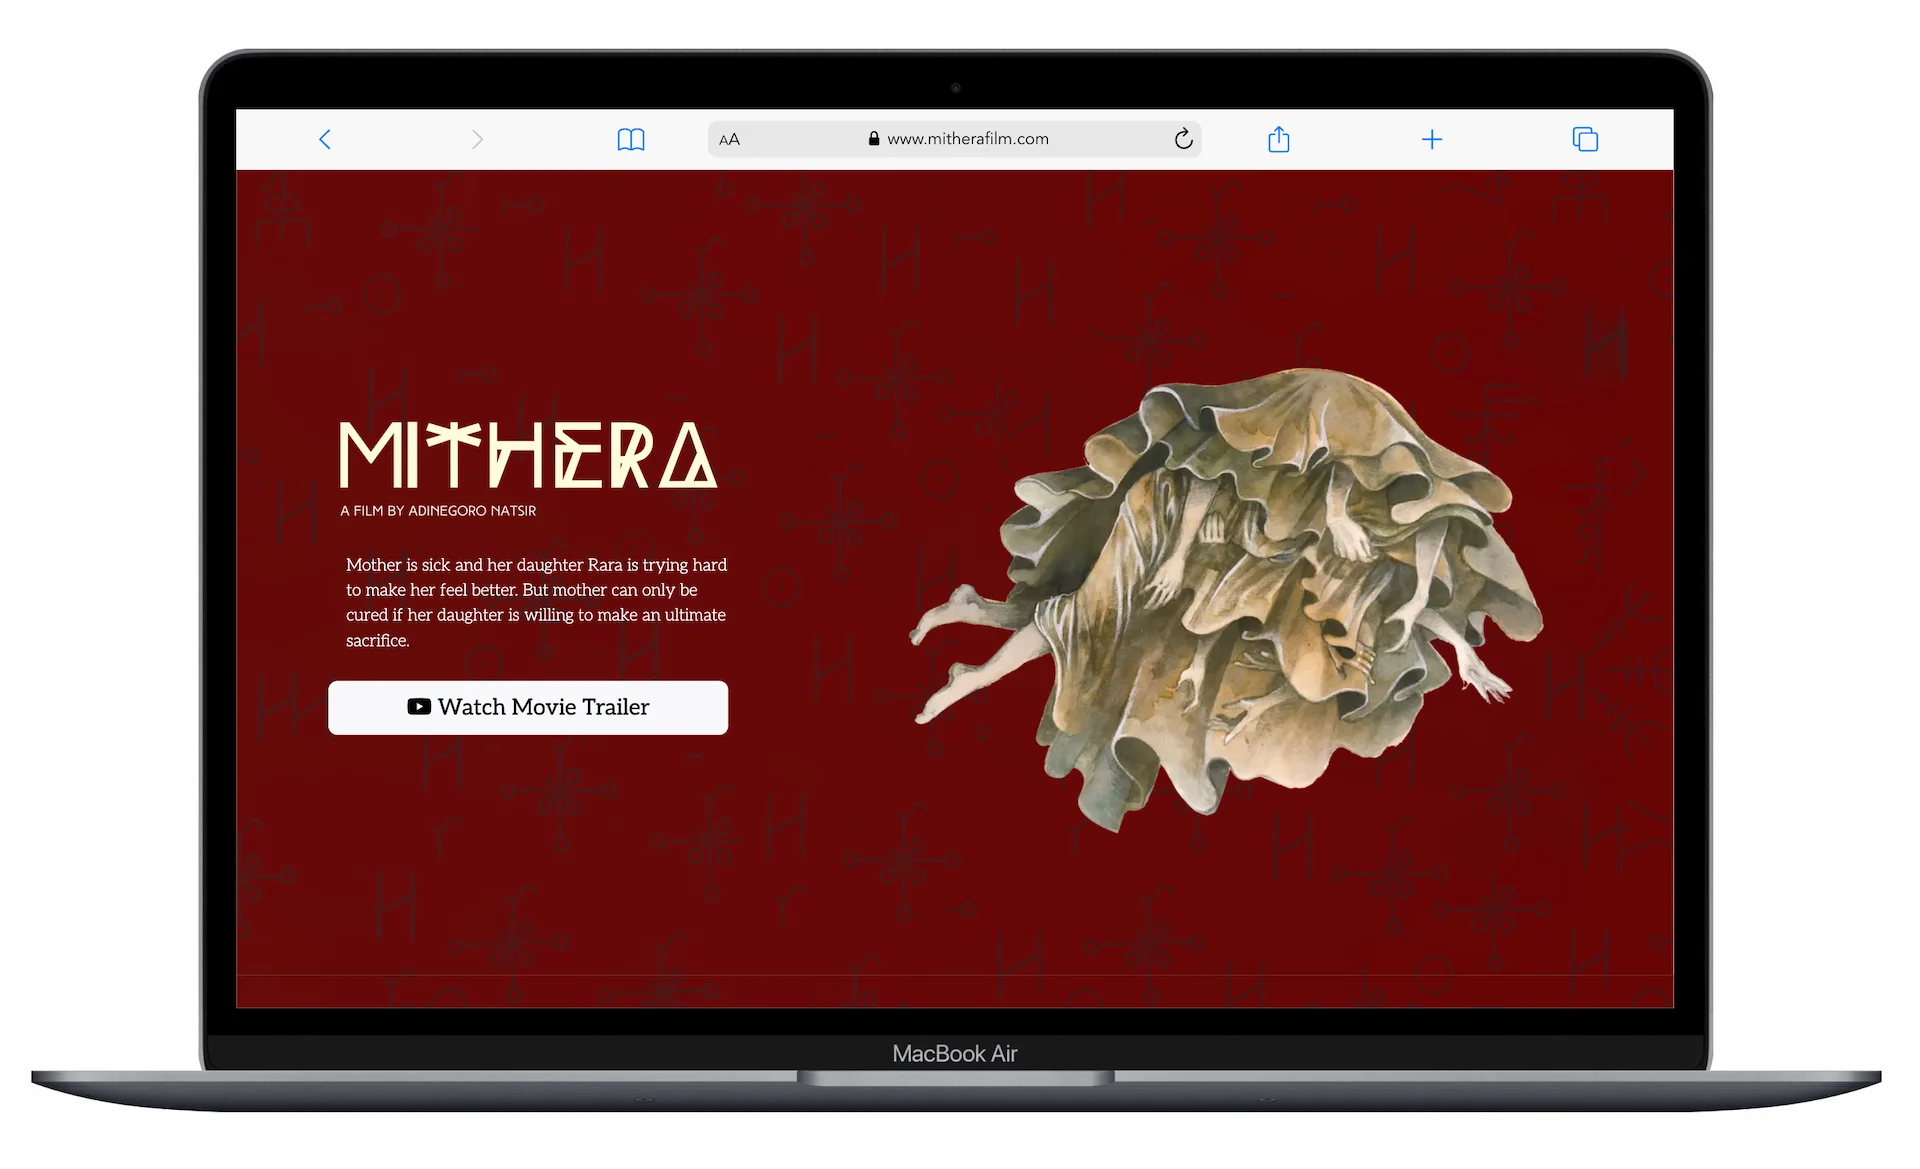 AA
www.mitherafilm.com
MITHERA
A FILM BY ADINEGORO NATSIR
Mother is sick and her daughter Rara is trying hard
to make her feel better. But mother can only be
cured if her daughter is willing to make an ultimate
sacrifice.
Watch Movie Trailer
MacBook Air